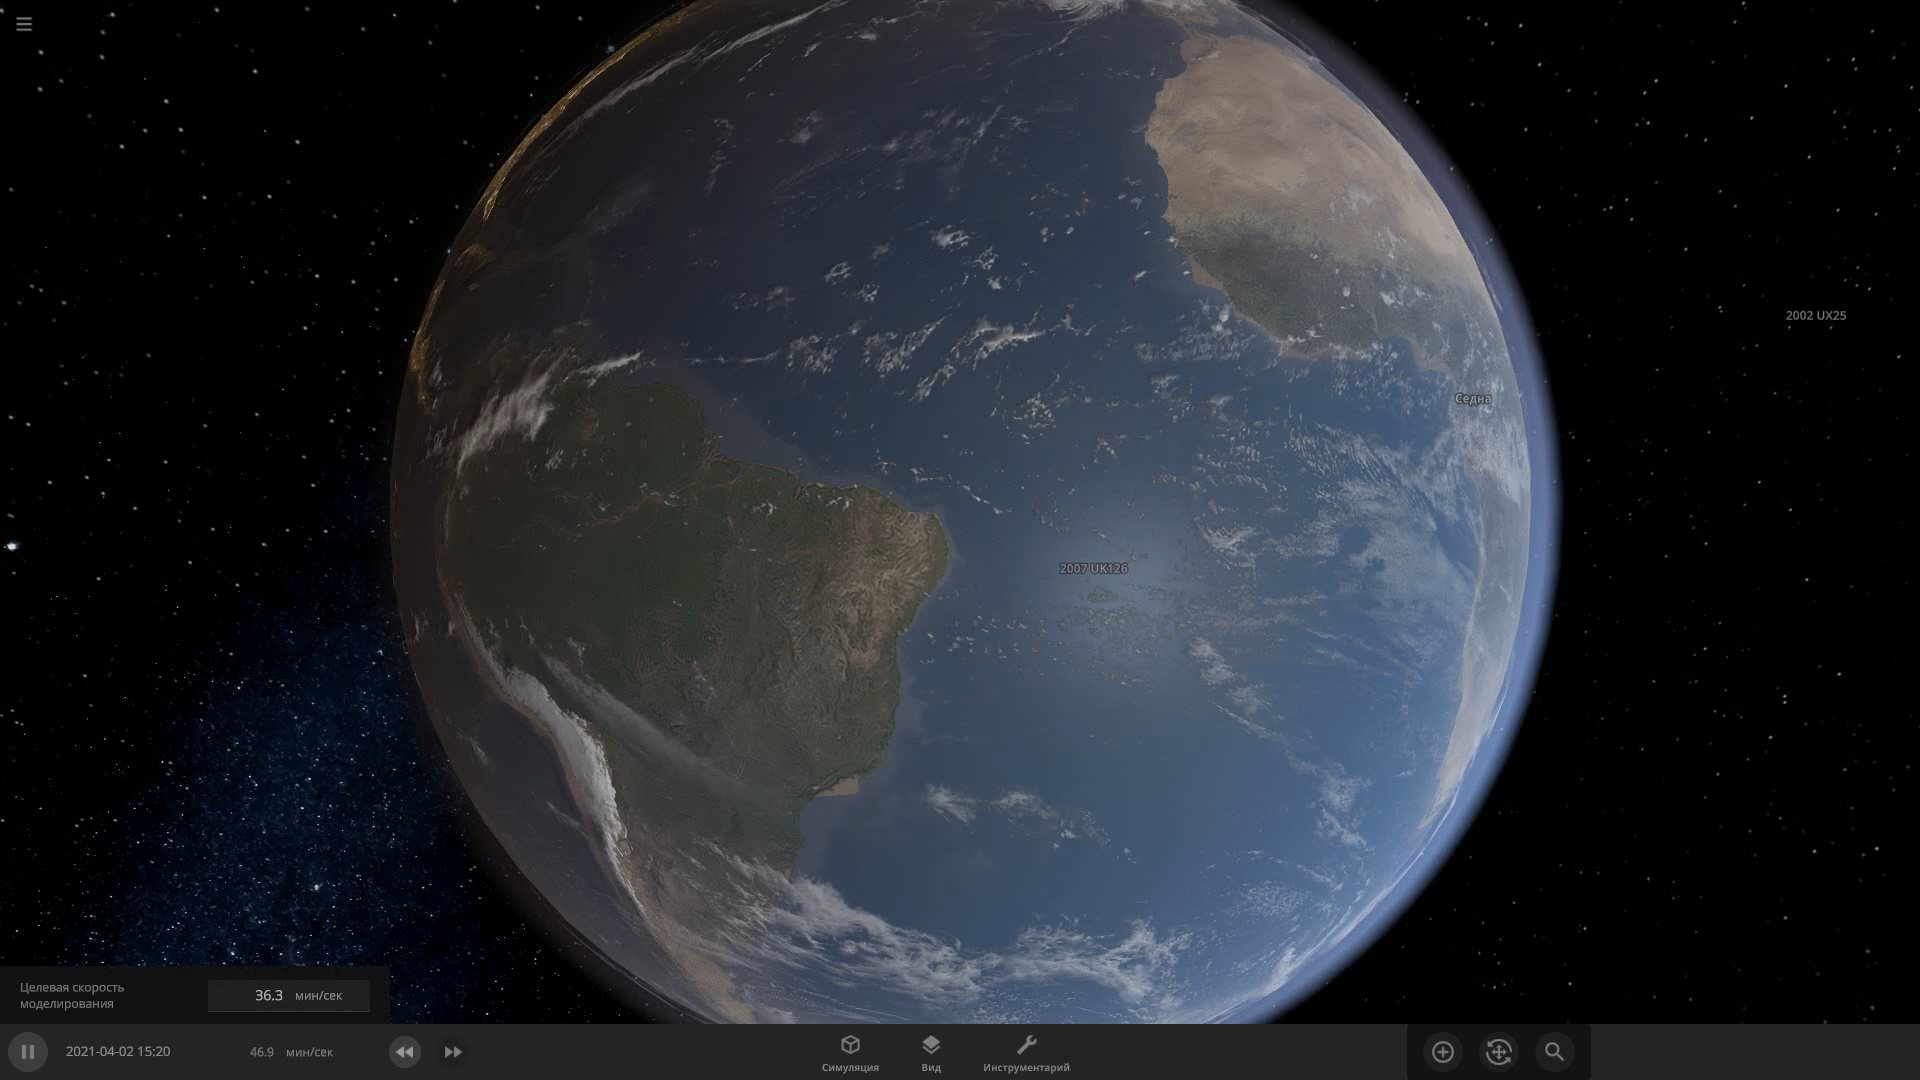 2002 UX25
Седна
2007 UK126
Целевая скорость
моделирования
36.3 мин/сек
2021-04-02 15:20
46.9 мин/сек
Симуляция
Вид
Инструментарий